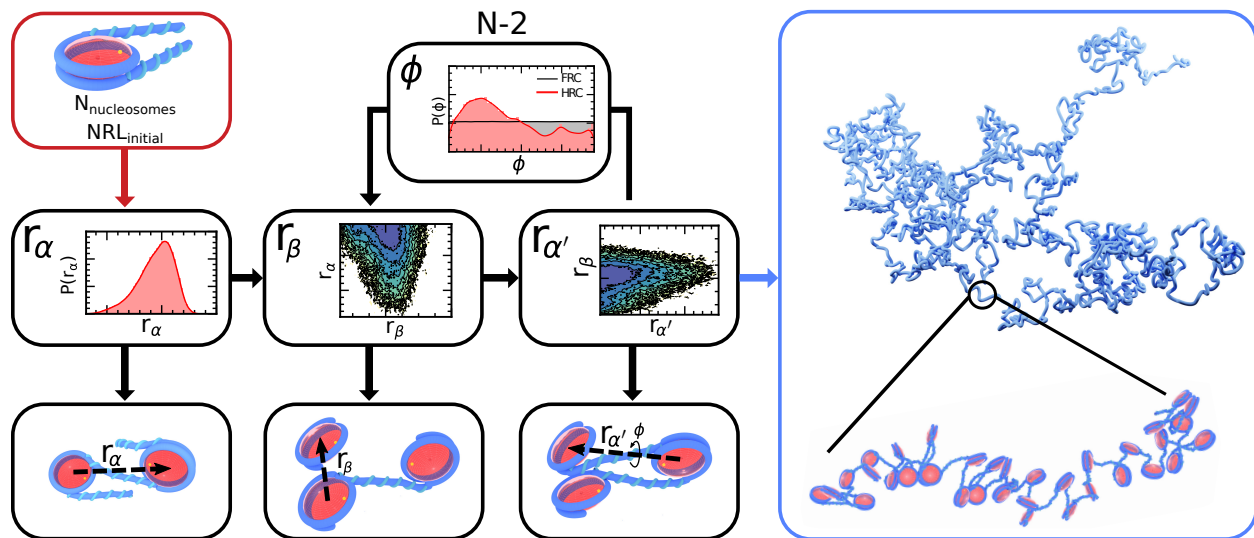 N-2
N_nucleosomes
NRL_initial
ϕ
P(ϕ)
FRC
HRC
ϕ
r_α
P(r_α)
r_α
r_β
r_α
r_β
r_α′
r_β
r_α′
r_α
r_β
r_α′
ϕ